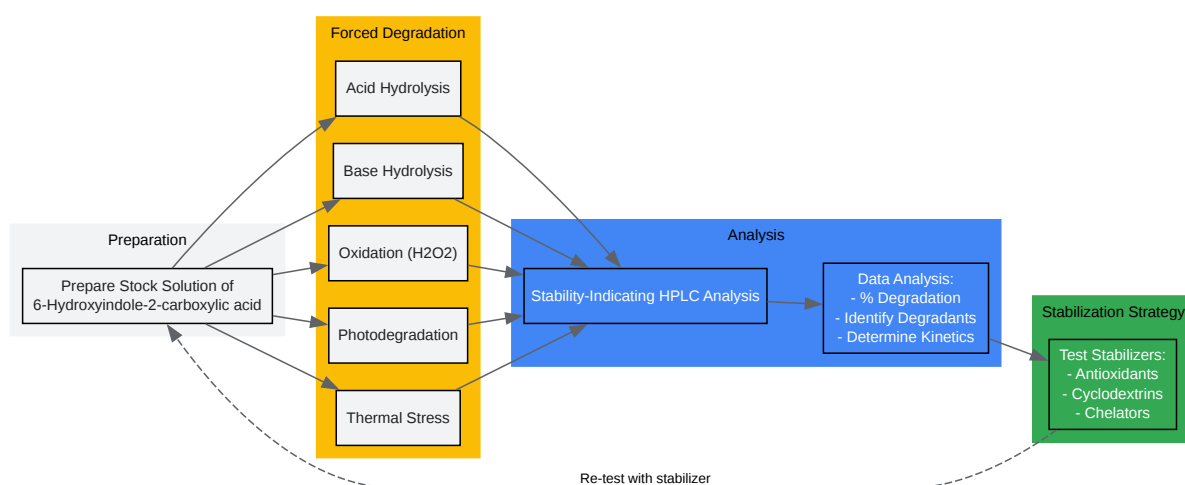 Forced Degradation
Acid Hydrolysis
Base Hydrolysis
Oxidation (H2O2)
Photodegradation
Thermal Stress
Preparation
Prepare Stock Solution of
6-Hydroxyindole-2-carboxylic acid
Analysis
Stability-Indicating HPLC Analysis
Data Analysis:
- % Degradation
- Identify Degradants
- Determine Kinetics
Stabilization Strategy
Test Stabilizers:
- Antioxidants
- Cyclodextrins
- Chelators
Re-test with stabilizer